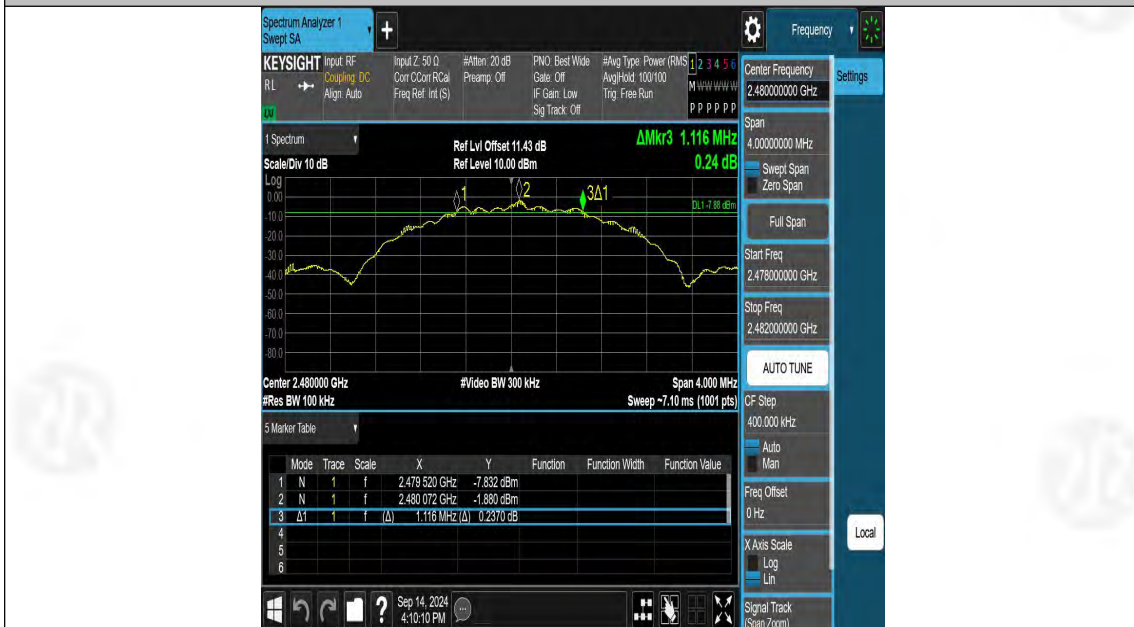 Spectrum Analyzer 1
Swept SA
+
Frequency
KEYSIGHT
RL
Input: RF
Coupling: DC
Align: Auto
Input Z: 50 Ω
Corr CCorr RCal
Freq Ref: Int (S)
#Atten: 20 dB
Preamp: Off
PNO: Best Wide
Gate: Off
IF Gain: Low
Sig Track: Off
#Avg Type: Power (RMS
Avg|Hold: 100/100
Trig: Free Run
1 2 3 4 5 6
M W W W W W
P P P P P P
1 Spectrum
Scale/Div 10 dB
Ref Lvl Offset 11.43 dB
Ref Level 10.00 dBm
ΔMkr3 1.116 MHz
0.24 dB
Log
0.00
-10.0
-20.0
-30.0
-40.0
-50.0
-60.0
-70.0
-80.0
1
2
3Δ1
DL1 -7.88 dBm
Center 2.480000 GHz
#Res BW 100 kHz
#Video BW 300 kHz
Span 4.000 MHz
Sweep ~7.10 ms (1001 pts)
5 Marker Table
Mode Trace Scale X Y Function Function Width Function Value
1 N 1 f 2.479 520 GHz -7.832 dBm
2 N 1 f 2.480 072 GHz -1.880 dBm
3 Δ1 1 f (Δ) 1.116 MHz (Δ) 0.2370 dB
4
5
6
Sep 14, 2024
4:10:10 PM
Center Frequency
2.480000000 GHz
Settings
Span
4.00000000 MHz
Swept Span
Zero Span
Full Span
Start Freq
2.478000000 GHz
Stop Freq
2.482000000 GHz
AUTO TUNE
CF Step
400.000 kHz
Auto
Man
Freq Offset
0 Hz
Local
X Axis Scale
Log
Lin
Signal Track
(Span Zoom)